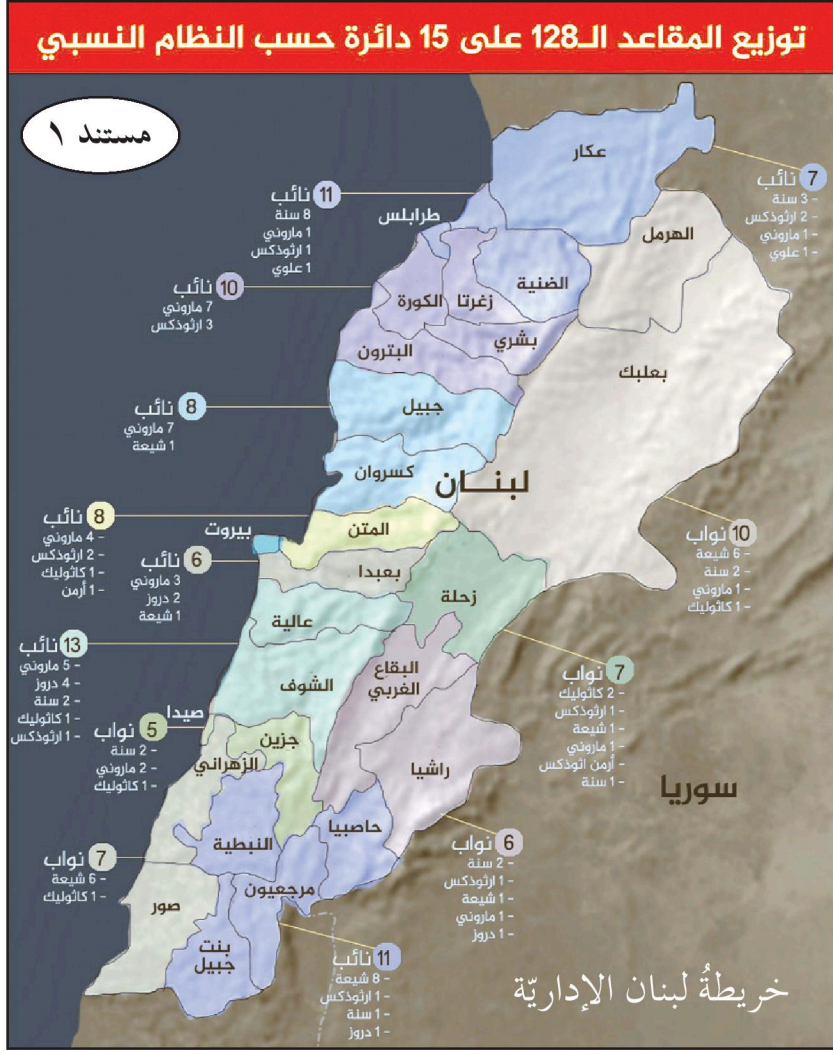 توزيع المقاعد الـ128 على 15 دائرة حسب النظام النسبي
مستند ١
عكار
7 نائب
- 3 سنة
- 2 ارثوذكس
- 1 ماروني
- 1 علوي
11 نائب
8 سنة
1 ماروني
1 ارثوذكس
1 علوي
طرابلس
الهرمل
الضنية
زغرتا
الكورة
10 نائب
7 ماروني
3 ارثوذكس
بشري
البترون
بعلبك
8 نائب
7 ماروني
1 شيعة
جبيل
كسروان
لبنـــان
المتن
8 نائب
- 4 ماروني
- 2 ارثوذكس
- 1 كاثوليك
- 1 أرمن
بيروت
10 نواب
- 6 شيعة
- 2 سنة
- 1 ماروني
- 1 كاثوليك
6 نائب
3 ماروني
2 دروز
1 شيعة
بعبدا
زحلة
عالية
13 نائب
- 5 ماروني
- 4 دروز
- 2 سنة
- 1 كاثوليك
- 1 ارثوذكس
البقاع
الغربي
الشوف
7 نواب
- 2 كاثوليك
- 1 ارثوذكس
- 1 شيعة
- 1 ماروني
- أرمن اثوذكس
- 1 سنة
صيدا
5 نواب
- 2 سنة
- 2 ماروني
- 1 كاثوليك
جزين
الزهراني
راشيا
سوريا
حاصبيا
النبطية
6 نواب
- 2 سنة
- 1 ارثوذكس
- 1 شيعة
- 1 ماروني
- 1 دروز
7 نواب
- 6 شيعة
- 1 كاثوليك
مرجعيون
صور
بنت
جبيل
11 نائب
- 8 شيعة
- 1 ارثوذكس
- 1 سنة
- 1 دروز
خريطةُ لبنان الإداريّة